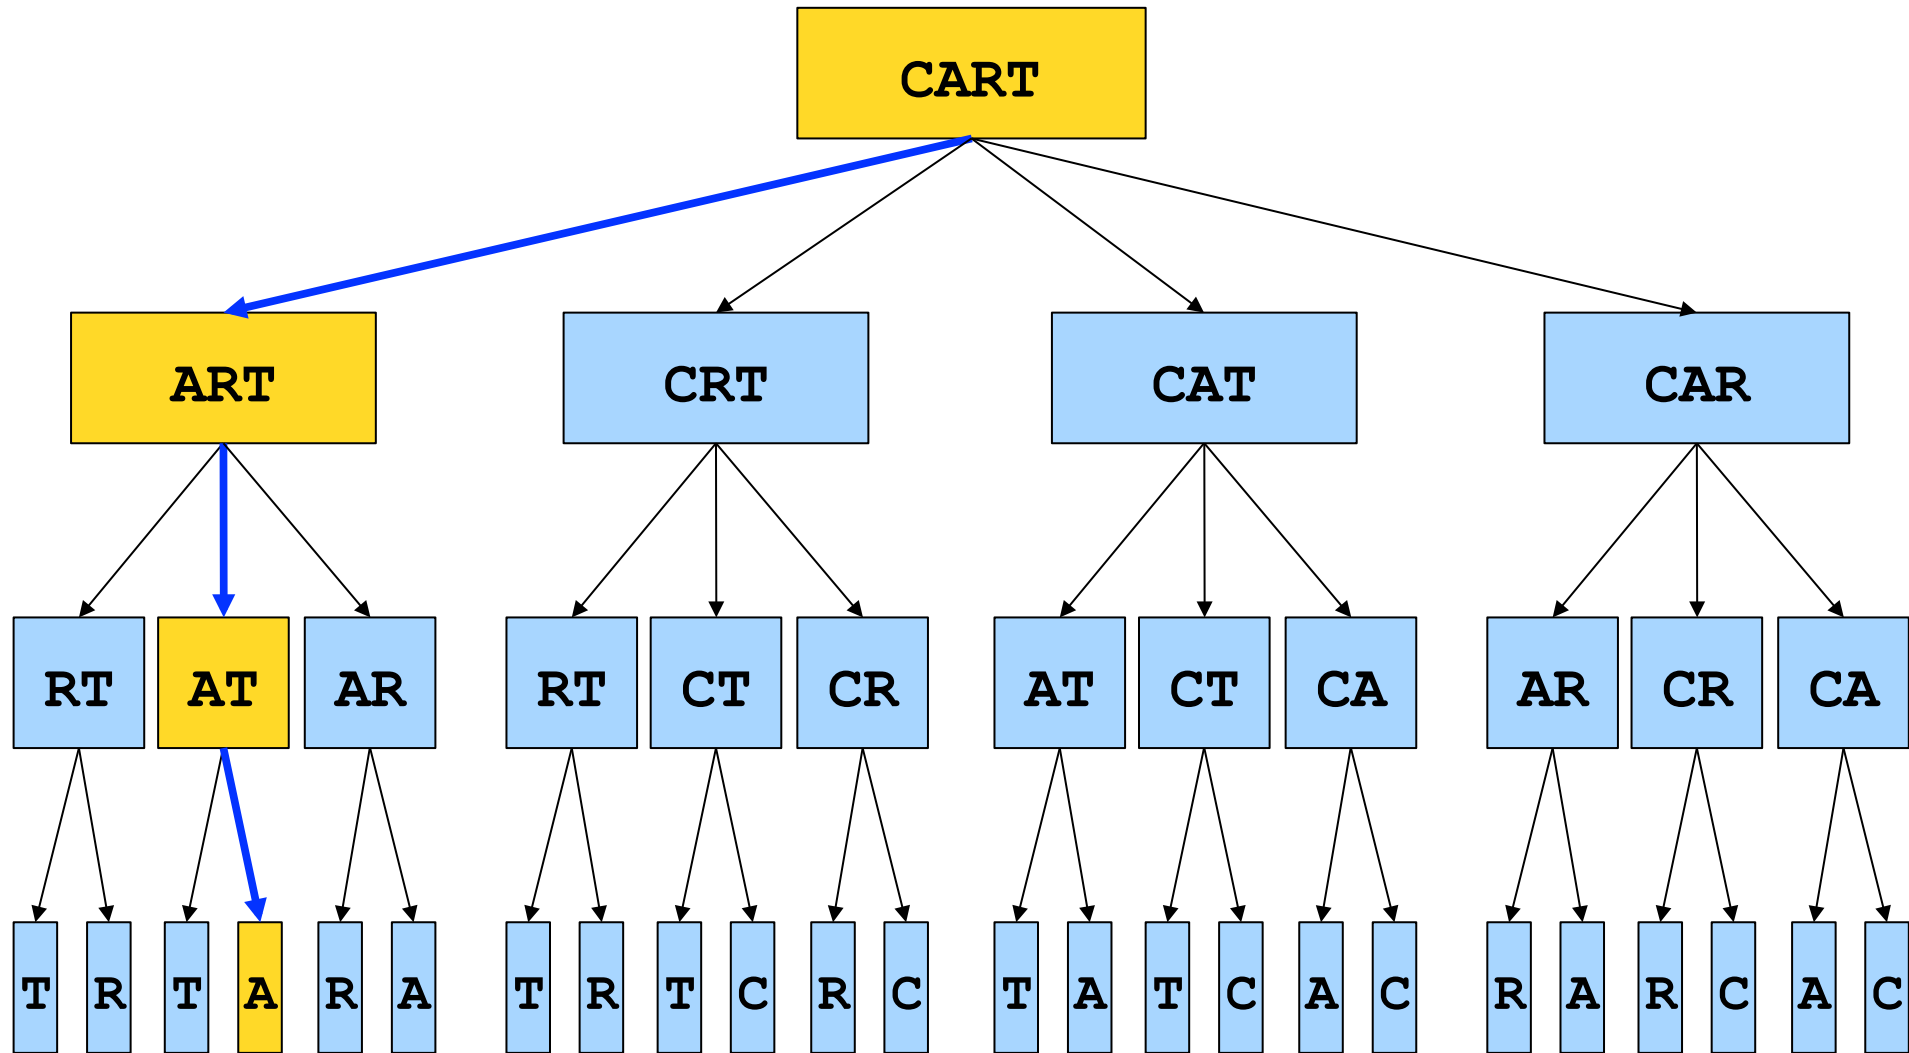 CART
ART CRT CAT CAR
RT AT AR RT CT CR AT CT CA AR CR CA
T R T A R A T R T C R C T A T C A C R A R C A C